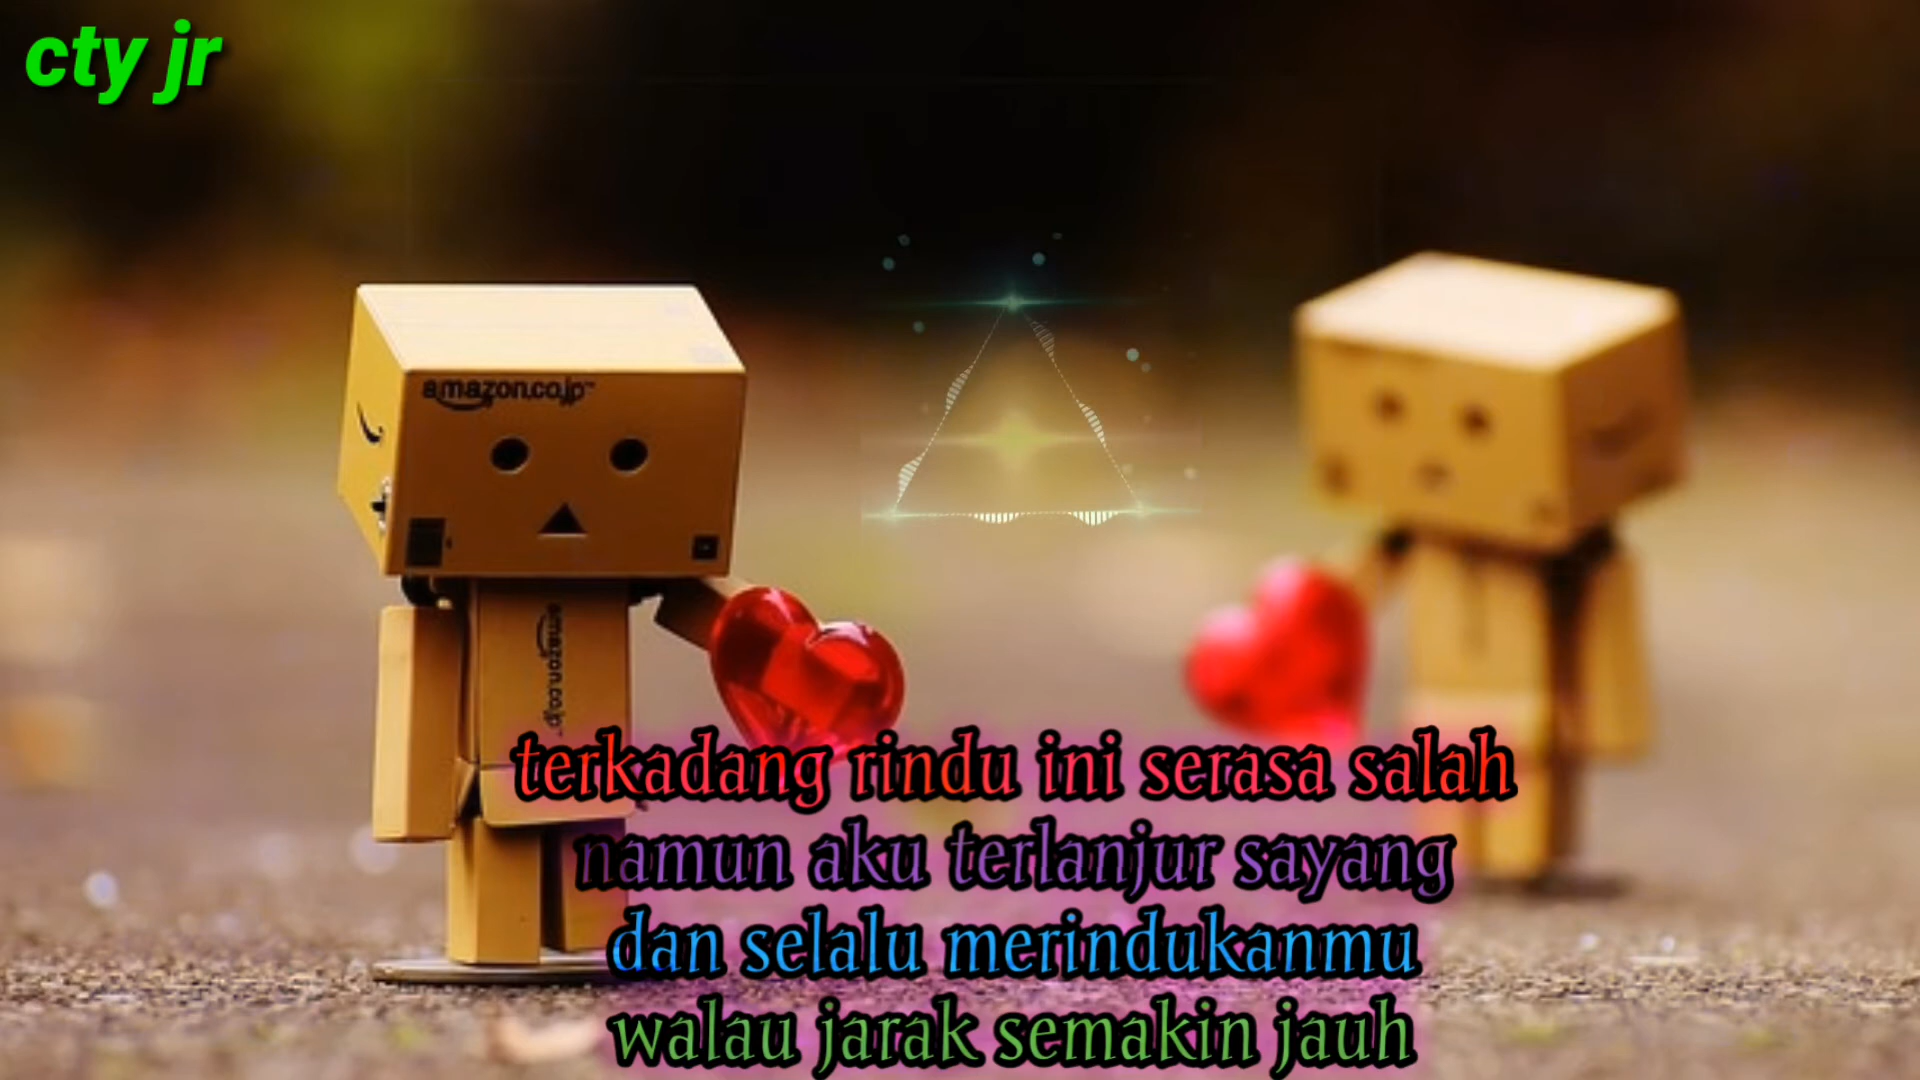 cty jr
amazon.co.jp
amazon.co.jp
terkadang rindu ini serasa salah
namun aku terlanjur sayang
dan selalu merindukanmu
walau jarak semakin jauh